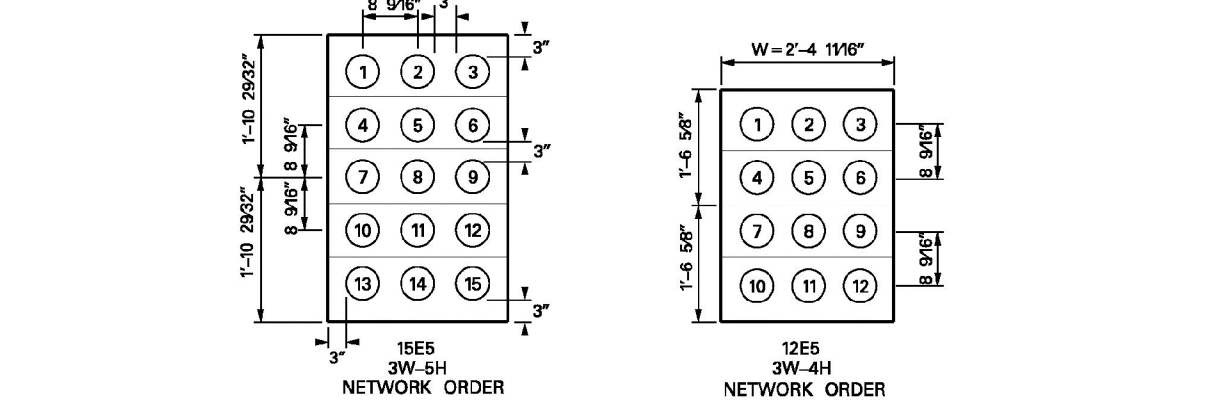 8 9/16" 3"
3"
1 2 3
4 5 6
7 8 9
10 11 12
13 14 15
1'–10 29/32"
1'–10 29/32"
8 9/16"
8 9/16"
3"
3"
3"
15E5
3W–5H
NETWORK ORDER
W = 2'–4 11/16"
1 2 3
4 5 6
7 8 9
10 11 12
1'–6 5/8"
1'–6 5/8"
8 9/16"
8 9/16"
12E5
3W–4H
NETWORK ORDER